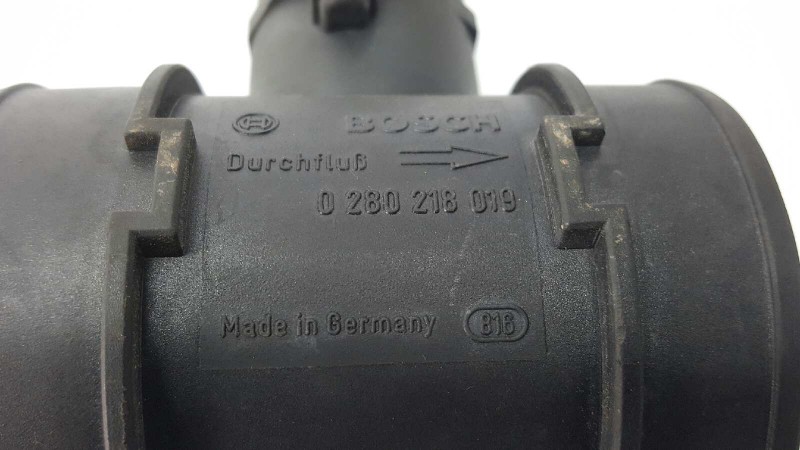 BOSCH
Durchfluß
0 280 218 019
Made in Germany 816